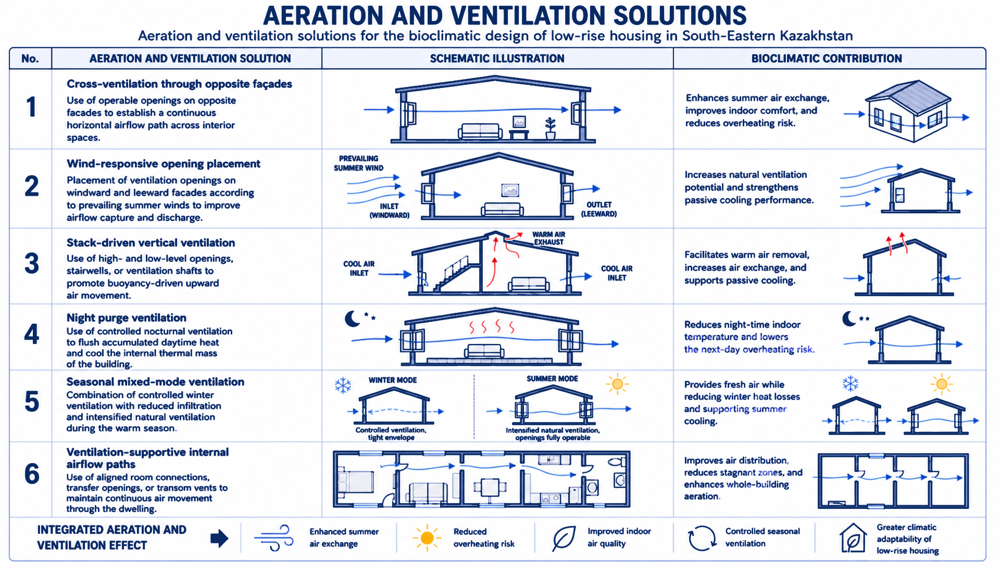 AERATION AND VENTILATION SOLUTIONS
Aeration and ventilation solutions for the bioclimatic design of low-rise housing in South-Eastern Kazakhstan
No.
AERATION AND VENTILATION SOLUTION
SCHEMATIC ILLUSTRATION
BIOCLIMATIC CONTRIBUTION
1
Cross-ventilation through opposite façades
Use of operable openings on opposite
facades to establish a continuous
horizontal airflow path across interior
spaces.
Enhances summer air exchange,
improves indoor comfort, and
reduces overheating risk.
2
Wind-responsive opening placement
Placement of ventilation openings on
windward and leeward facades according
to prevailing summer winds to improve
airflow capture and discharge.
PREVAILING
SUMMER WIND
INLET
(WINDWARD)
OUTLET
(LEEWARD)
Increases natural ventilation
potential and strengthens
passive cooling performance.
3
Stack-driven vertical ventilation
Use of high- and low-level openings,
stairwells, or ventilation shafts to
promote buoyancy-driven upward
air movement.
COOL AIR
INLET
WARM AIR
EXHAUST
COOL AIR
INLET
Facilitates warm air removal,
increases air exchange, and
supports passive cooling.
4
Night purge ventilation
Use of controlled nocturnal ventilation
to flush accumulated daytime heat
and cool the internal thermal mass
of the building.
Reduces night-time indoor
temperature and lowers
the next-day overheating risk.
5
Seasonal mixed-mode ventilation
Combination of controlled winter
ventilation with reduced infiltration
and intensified natural ventilation
during the warm season.
WINTER MODE
Controlled ventilation,
tight envelope
SUMMER MODE
Intensified natural ventilation,
openings fully operable
Provides fresh air while
reducing winter heat losses
and supporting summer
cooling.
6
Ventilation-supportive internal
airflow paths
Use of aligned room connections,
transfer openings, or transom vents to
maintain continuous air movement
through the dwelling.
Improves air distribution,
reduces stagnant zones, and
enhances whole-building
aeration.
INTEGRATED AERATION AND
VENTILATION EFFECT
Enhanced summer
air exchange
Reduced
overheating risk
Improved indoor
air quality
Controlled seasonal
ventilation
Greater climatic
adaptability of
low-rise housing